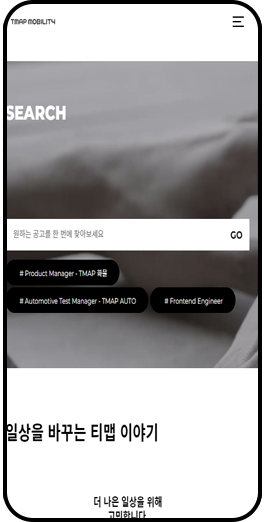 TMAP MOBILITY
SEARCH
원하는 공고를 한 번에 찾아보세요
GO
# Product Manager - TMAP 화물
# Automotive Test Manager - TMAP AUTO
# Frontend Engineer
일상을 바꾸는 티맵 이야기
더 나은 일상을 위해
고민합니다